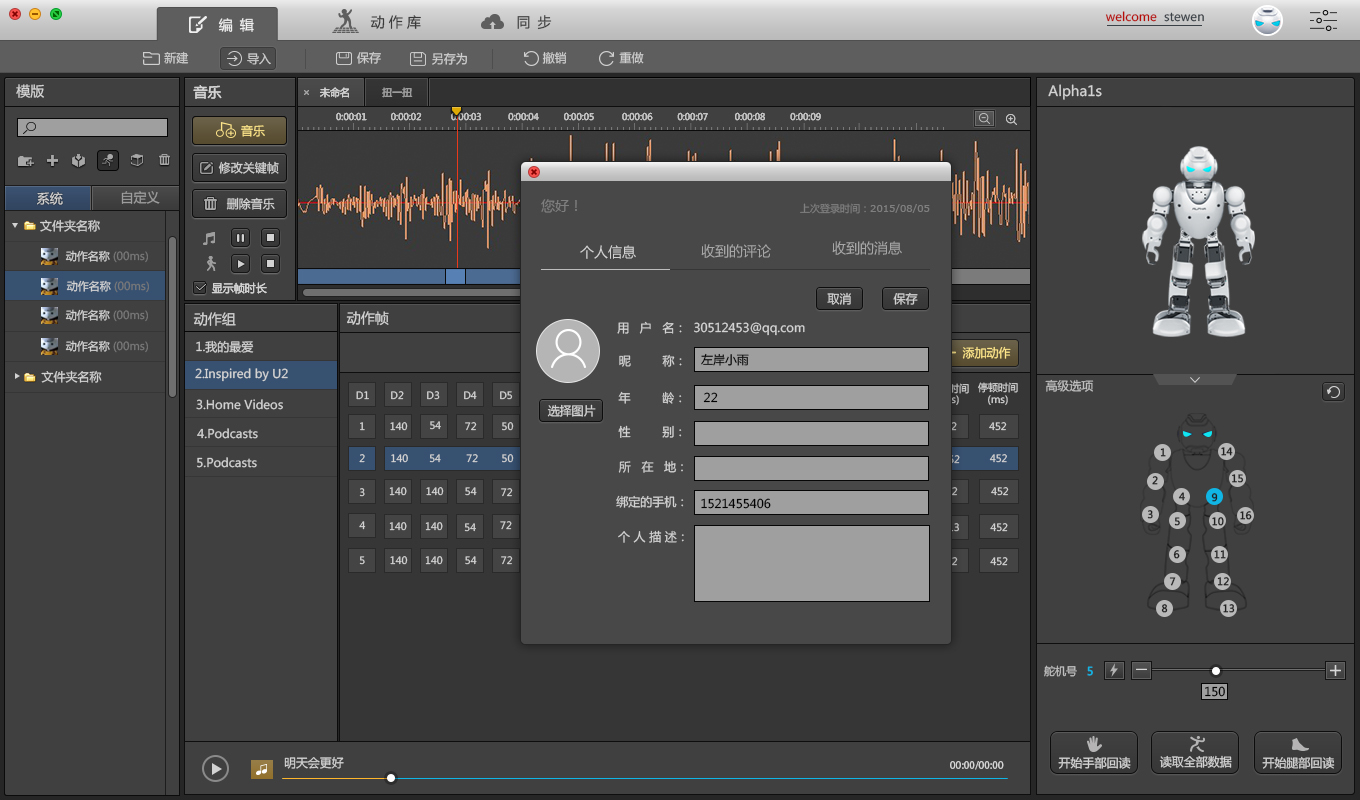 编 辑
动作库
同 步
welcome stewen
新建
导入
保存
另存为
撤销
重做
模版
系统
自定义
文件夹名称
动作名称 (00ms)
动作名称 (00ms)
动作名称 (00ms)
动作名称 (00ms)
文件夹名称
音乐
音乐
修改关键帧
删除音乐
显示帧时长
× 未命名
扭一扭
0:00:01 0:00:02 0:00:03 0:00:04 0:00:05 0:00:06 0:00:07 0:00:08 0:00:09
动作组
1.我的最爱
2.Inspired by U2
3.Home Videos
4.Podcasts
5.Podcasts
动作帧
添加动作
时间 停顿时间
s) (ms)
D1 D2 D3 D4 D5
1 140 54 72 50 2 452
2 140 54 72 50 52 452
3 140 140 54 72 2 452
4 140 140 54 72 3 452
5 140 140 54 72 2 452
您好！
上次登录时间：2015/08/05
个人信息
收到的评论
收到的消息
取消
保存
选择图片
用 户 名： 30512453@qq.com
昵 称： 左岸小雨
年 龄： 22
性 别：
所 在 地：
绑定的手机： 1521455406
个人描述：
明天会更好
00:00/00:00
Alpha1s
高级选项
1
14
2
15
4
9
3
5
10
16
6
11
7
12
8
13
舵机号 5
150
开始手部回读
读取全部数据
开始腿部回读